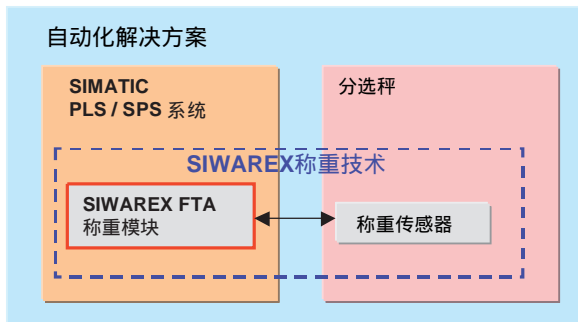 自动化解决方案
SIMATIC
PLS / SPS 系统
分选秤
SIWAREX称重技术
SIWAREX FTA
称重模块
称重传感器